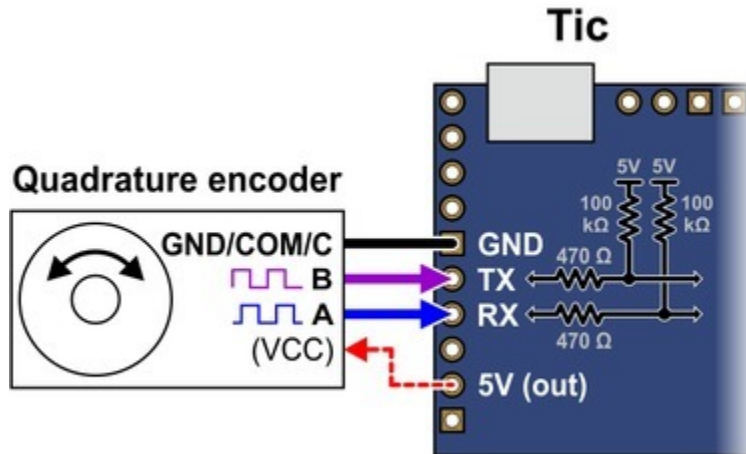 Tic
Quadrature encoder
GND/COM/C
B
A
(VCC)
GND
TX
RX
5V (out)
5V 5V
100 kΩ
100 kΩ
470 Ω
470 Ω